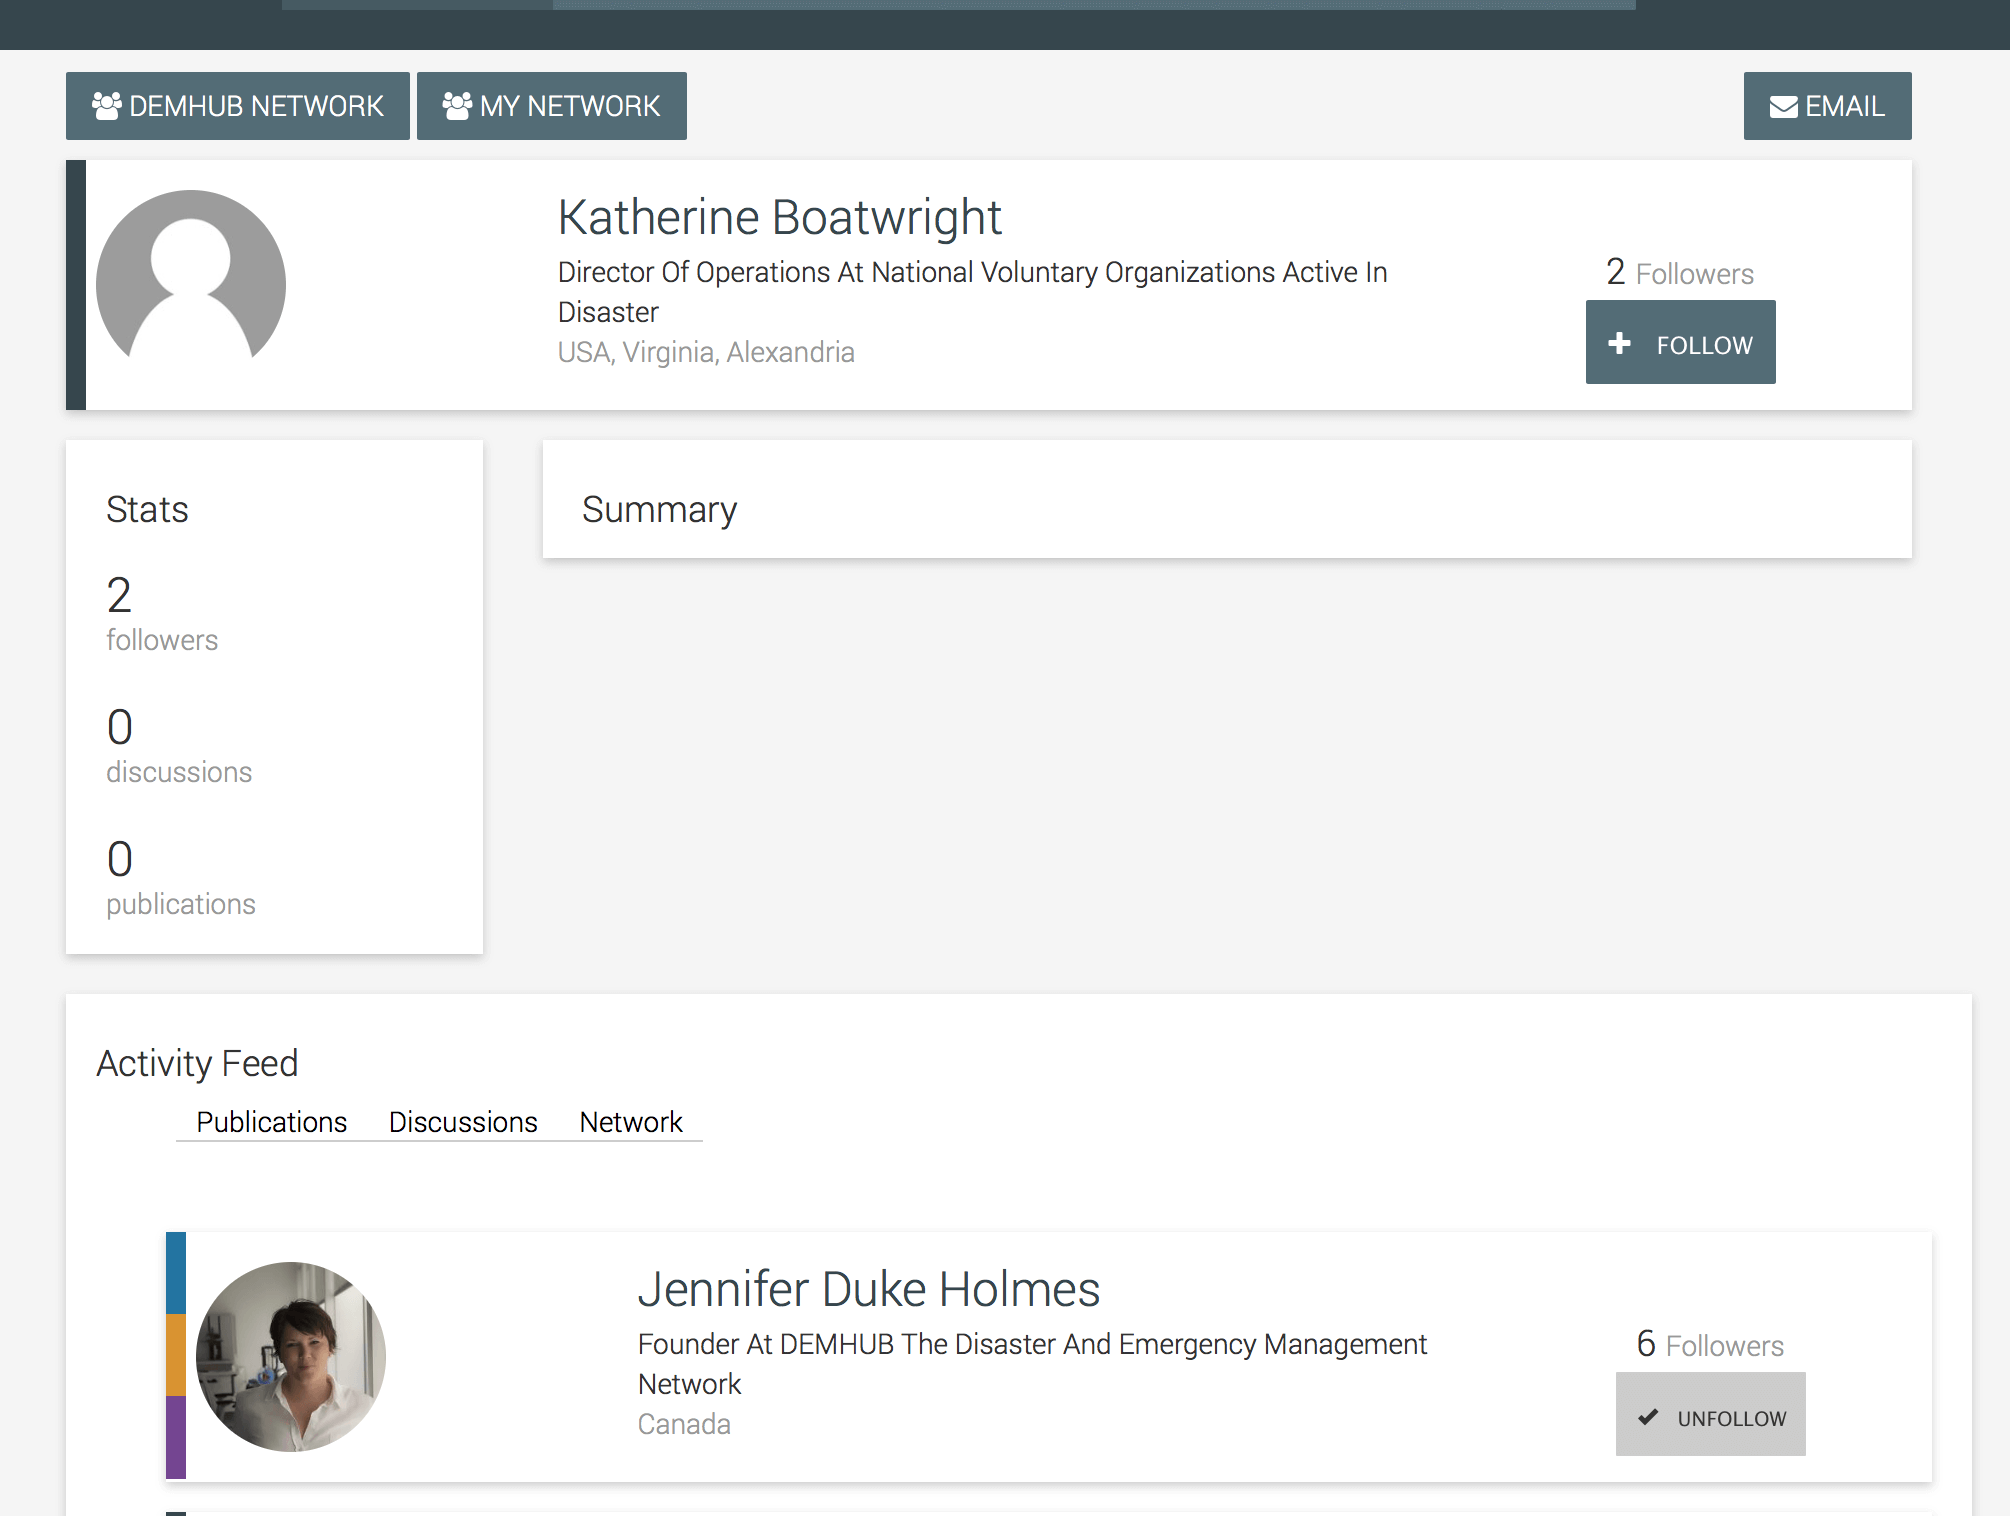 DEMHUB NETWORK MY NETWORK EMAIL
Katherine Boatwright
Director Of Operations At National Voluntary Organizations Active In
Disaster
USA, Virginia, Alexandria
2 Followers
FOLLOW
Stats
2
followers
0
discussions
0
publications
Summary
Activity Feed
Publications Discussions Network
Jennifer Duke Holmes
Founder At DEMHUB The Disaster And Emergency Management
Network
Canada
6 Followers
UNFOLLOW